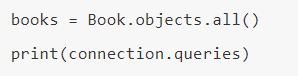 books = Book.objects.all()
print(connection.queries)